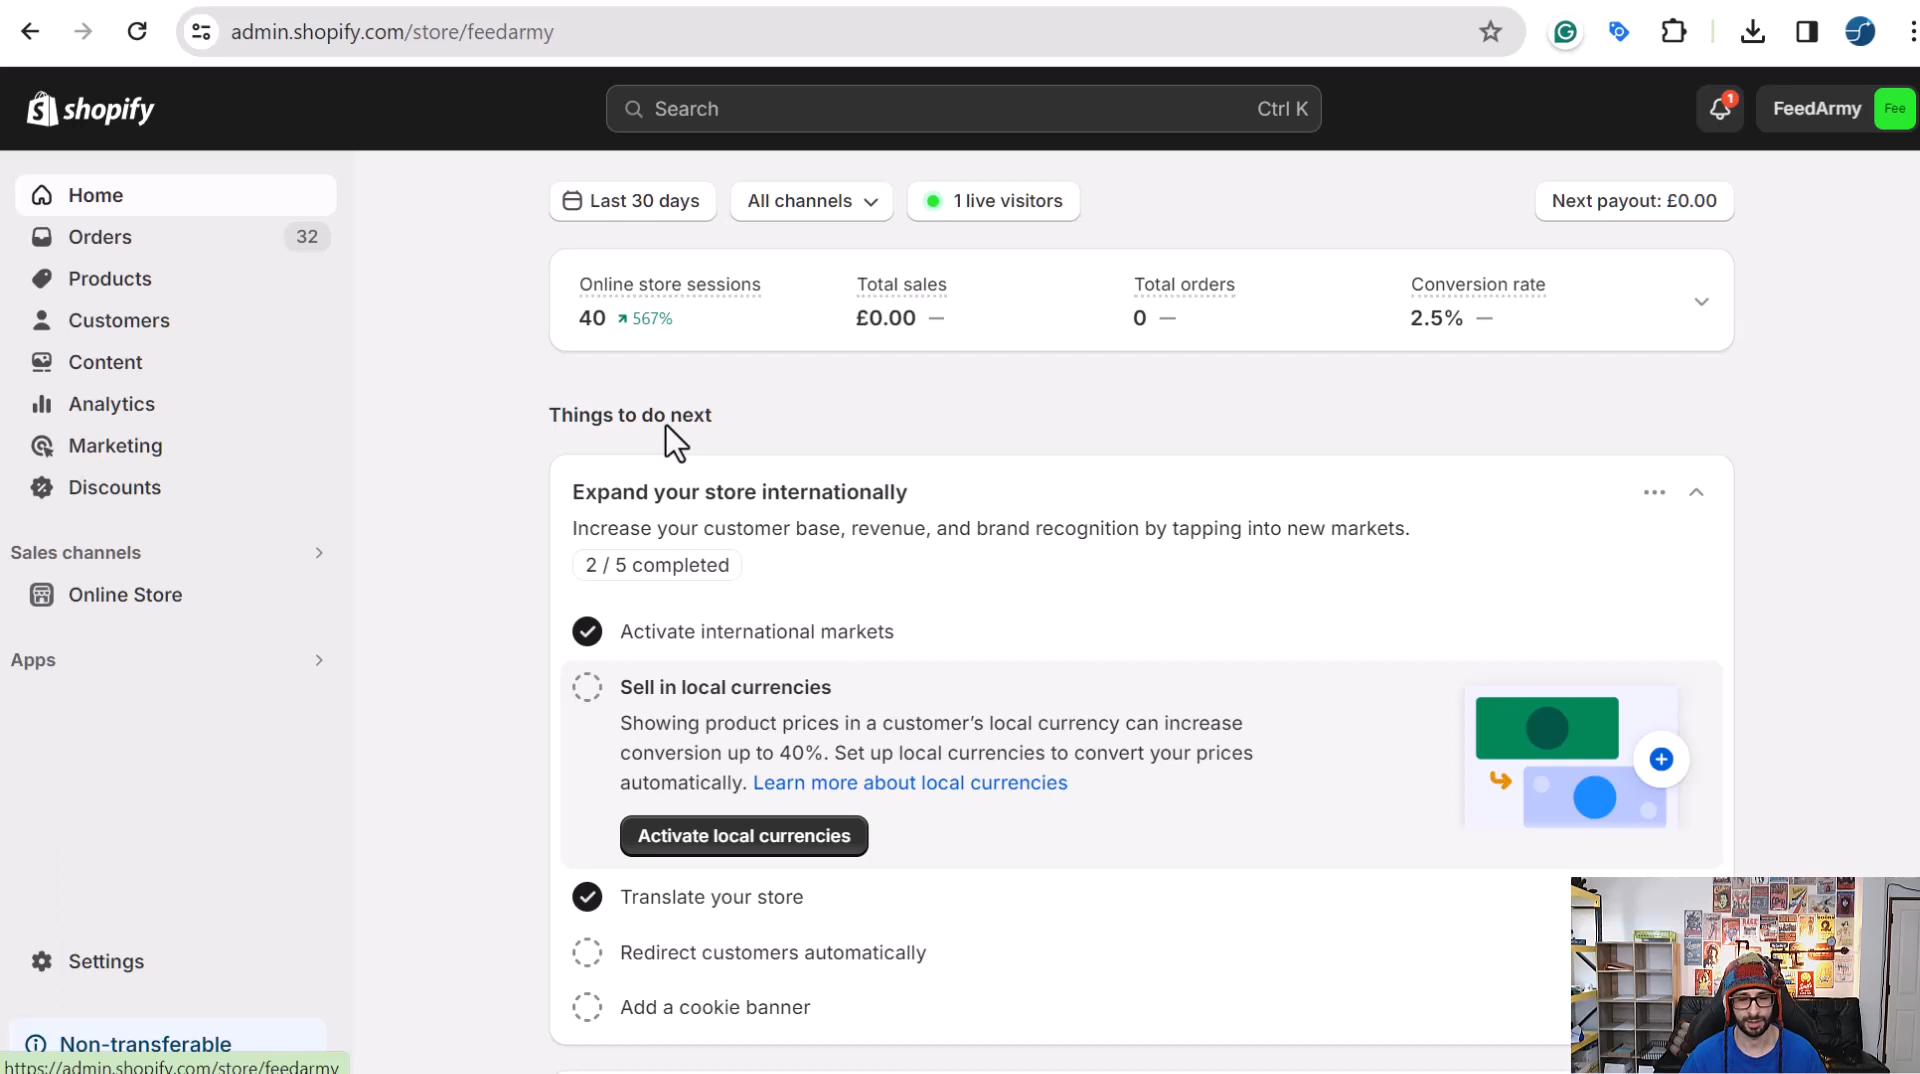 admin.shopify.com/store/feedarmy
shopify
Search
Ctrl K
1
FeedArmy
Fee
Home
Orders
32
Products
Customers
Content
Analytics
Marketing
Discounts
Sales channels
Online Store
Apps
Settings
Non-transferable
https://admin.shopify.com/store/feedarmy
Last 30 days
All channels
1 live visitors
Next payout: £0.00
Online store sessions
40
567%
Total sales
£0.00 —
Total orders
0 —
Conversion rate
2.5% —
Things to do next
Expand your store internationally
Increase your customer base, revenue, and brand recognition by tapping into new markets.
2 / 5 completed
Activate international markets
Sell in local currencies
Showing product prices in a customer’s local currency can increase
conversion up to 40%. Set up local currencies to convert your prices
automatically. Learn more about local currencies
Activate local currencies
Translate your store
Redirect customers automatically
Add a cookie banner